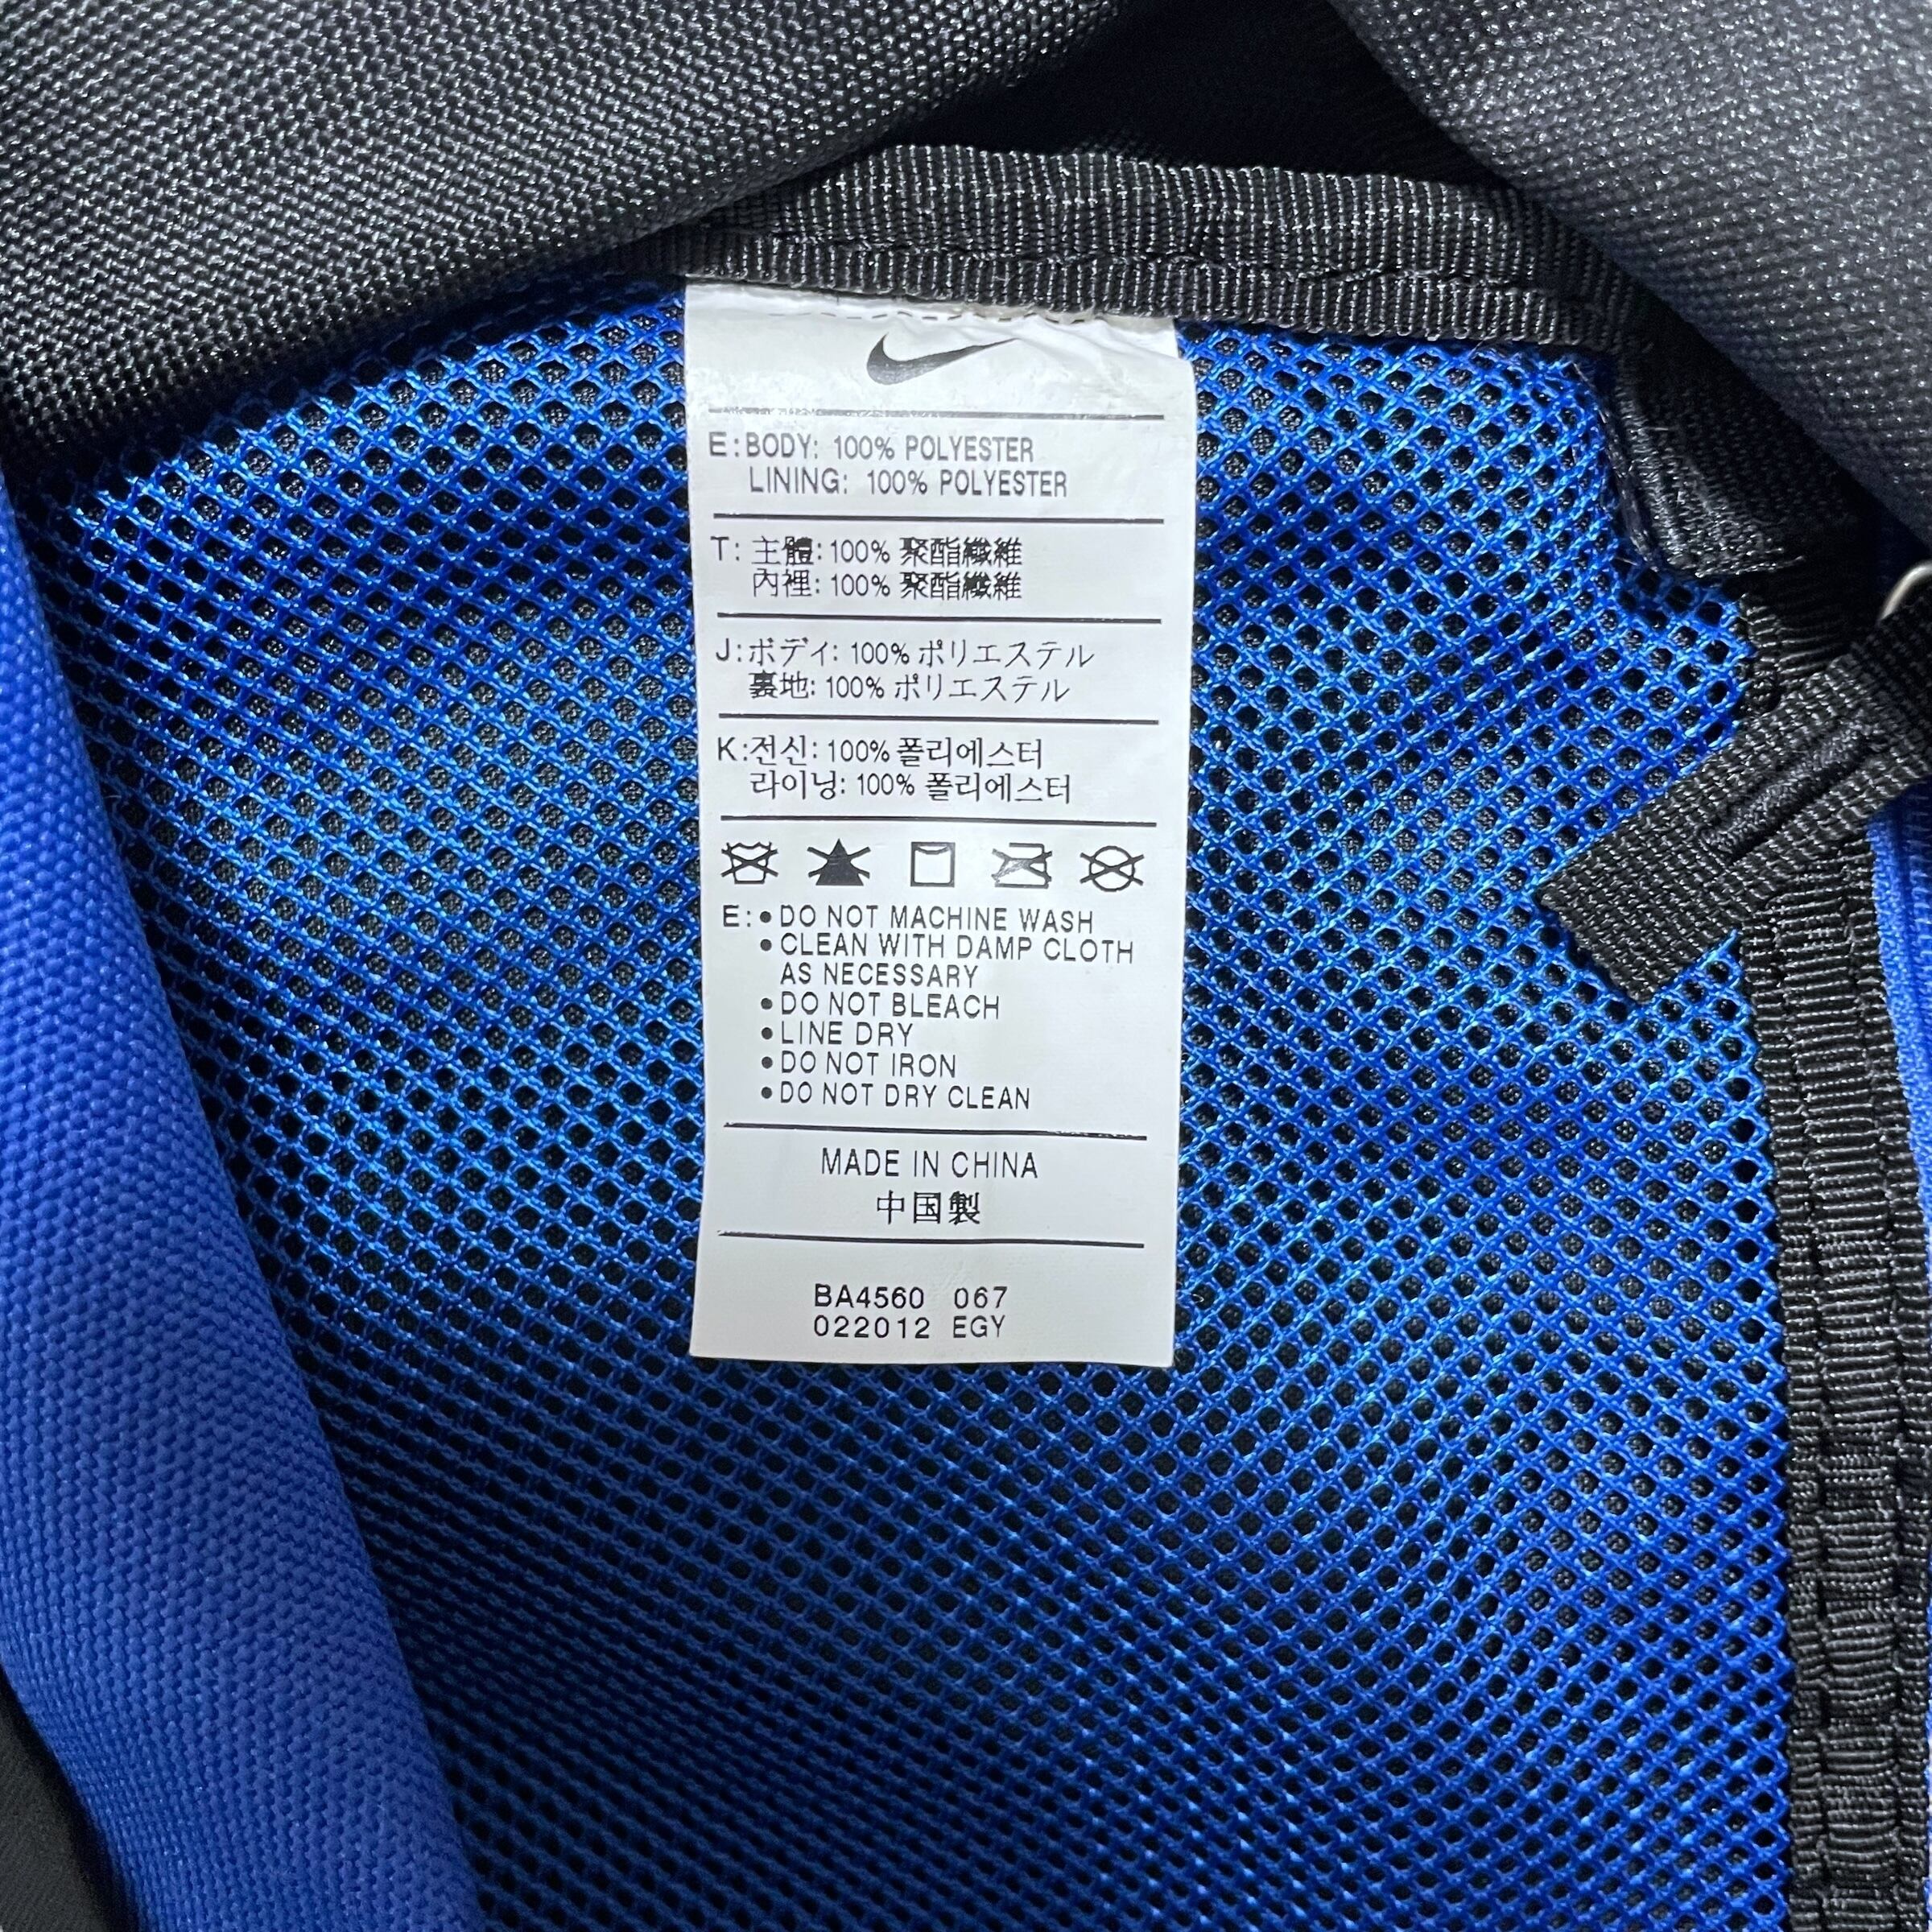 E: BODY: 100% POLYESTER
LINING: 100% POLYESTER
T: 主體: 100% 聚酯纖維
內裡: 100% 聚酯纖維
J: ボディ: 100% ポリエステル
裏地: 100% ポリエステル
K: 전신: 100% 폴리에스터
라이닝: 100% 폴리에스터
E: • DO NOT MACHINE WASH
• CLEAN WITH DAMP CLOTH
AS NECESSARY
• DO NOT BLEACH
• LINE DRY
• DO NOT IRON
• DO NOT DRY CLEAN
MADE IN CHINA
中国製
BA4560 067
022012 EGY